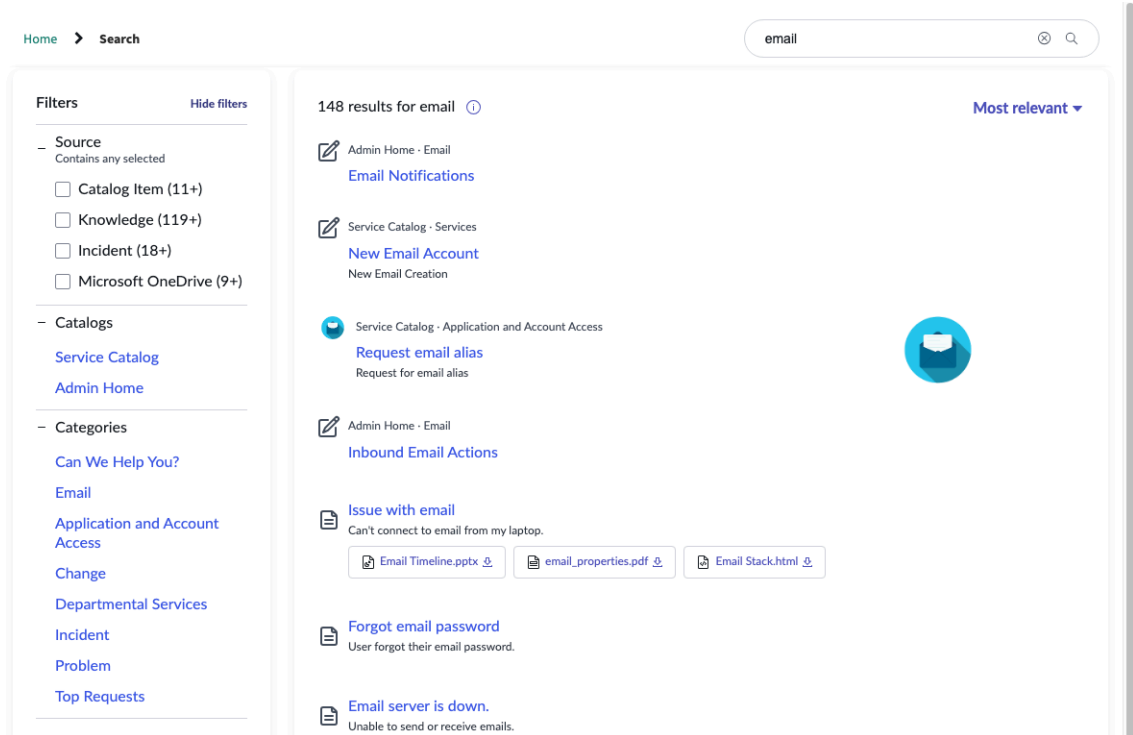 Home > Search
email
Filters
Hide filters
– Source
Contains any selected
Catalog Item (11+)
Knowledge (119+)
Incident (18+)
Microsoft OneDrive (9+)
– Catalogs
Service Catalog
Admin Home
– Categories
Can We Help You?
Email
Application and Account
Access
Change
Departmental Services
Incident
Problem
Top Requests
148 results for email
Most relevant
Admin Home · Email
Email Notifications
Service Catalog · Services
New Email Account
New Email Creation
Service Catalog · Application and Account Access
Request email alias
Request for email alias
Admin Home · Email
Inbound Email Actions
Issue with email
Can't connect to email from my laptop.
Email Timeline.pptx
email_properties.pdf
Email Stack.html
Forgot email password
User forgot their email password.
Email server is down.
Unable to send or receive emails.